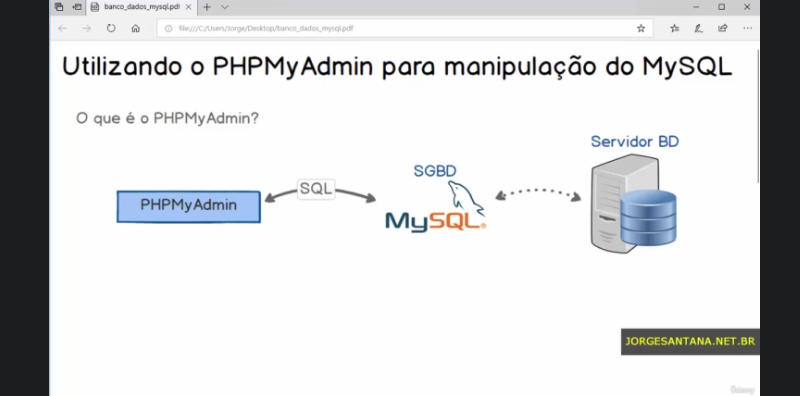 banco_dados_mysql.pdf
file:///C:/Users/Jorge/Desktop/banco_dados_mysql.pdf
Utilizando o PHPMyAdmin para manipulação do MySQL
O que é o PHPMyAdmin?
Servidor BD
SGBD
SQL
PHPMyAdmin
MySQL®
JORGESANTANA.NET.BR
Udemy